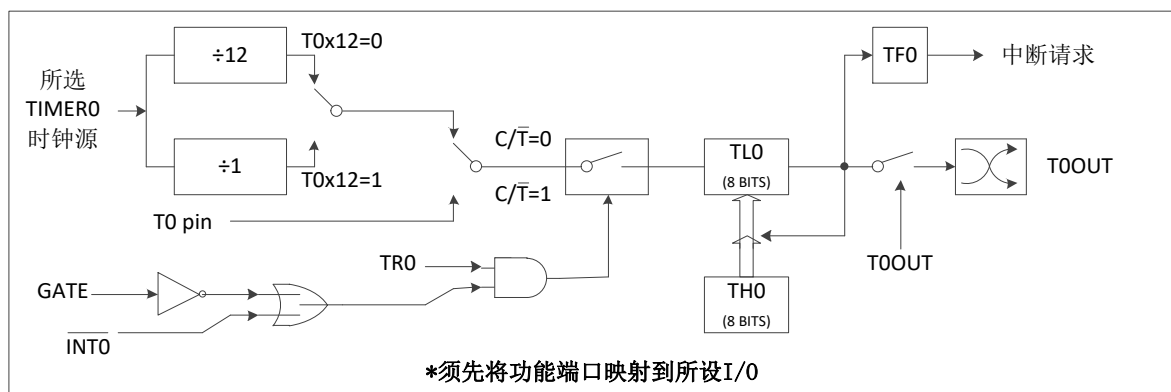 ÷12
T0x12=0
所选
TIMER0
时钟源
÷1
T0x12=1
T0 pin
C/T̅=0
C/T̅=1
TL0
(8 BITS)
TF0
中断请求
T0OUT
T0OUT
TR0
GATE
I̅N̅T̅0̅
TH0
(8 BITS)
*须先将功能端口映射到所设I/0